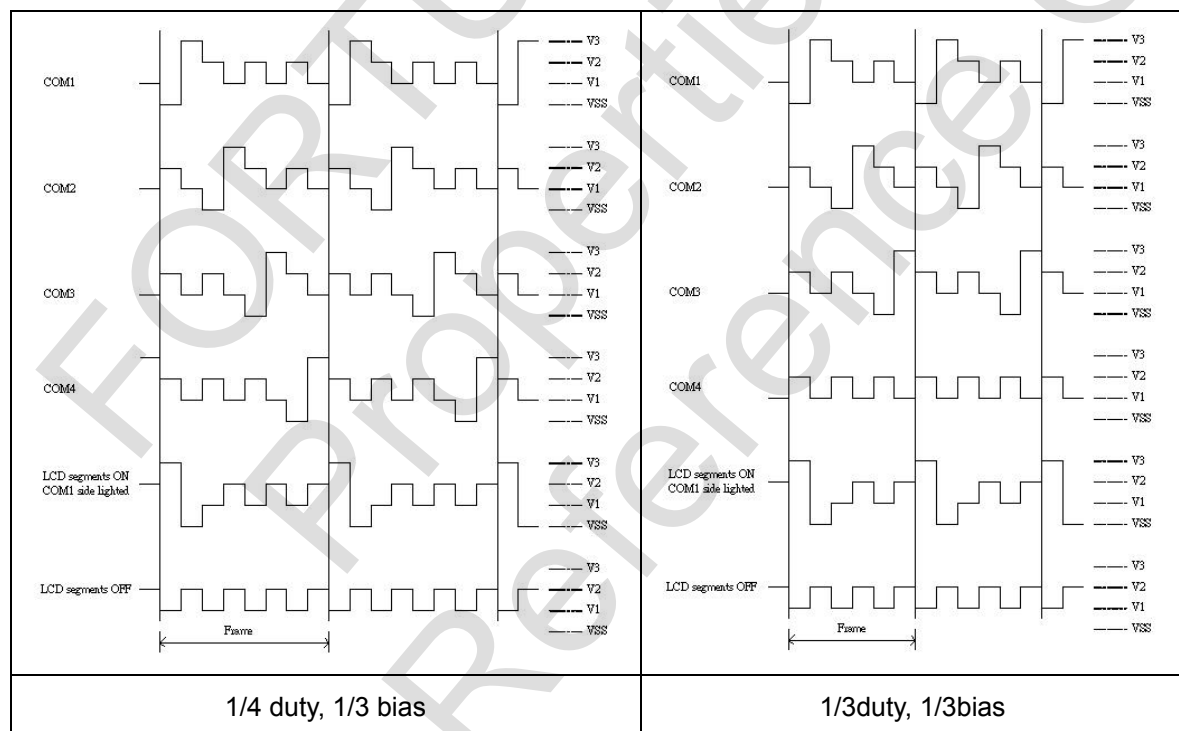 FORTU
Propertie
Reference
COM1
V3
V2
V1
VSS
COM2
V3
V2
V1
VSS
COM3
V3
V2
V1
VSS
COM4
V3
V2
V1
VSS
LCD segments ON
COM1 side lighted
V3
V2
V1
VSS
LCD segments OFF
V3
V2
V1
VSS
Frame
1/4 duty, 1/3 bias
COM1
V3
V2
V1
VSS
COM2
V3
V2
V1
VSS
COM3
V3
V2
V1
VSS
COM4
V3
V2
V1
VSS
LCD segments ON
COM1 side lighted
V3
V2
V1
VSS
LCD segments OFF
V3
V2
V1
VSS
Frame
1/3duty, 1/3bias